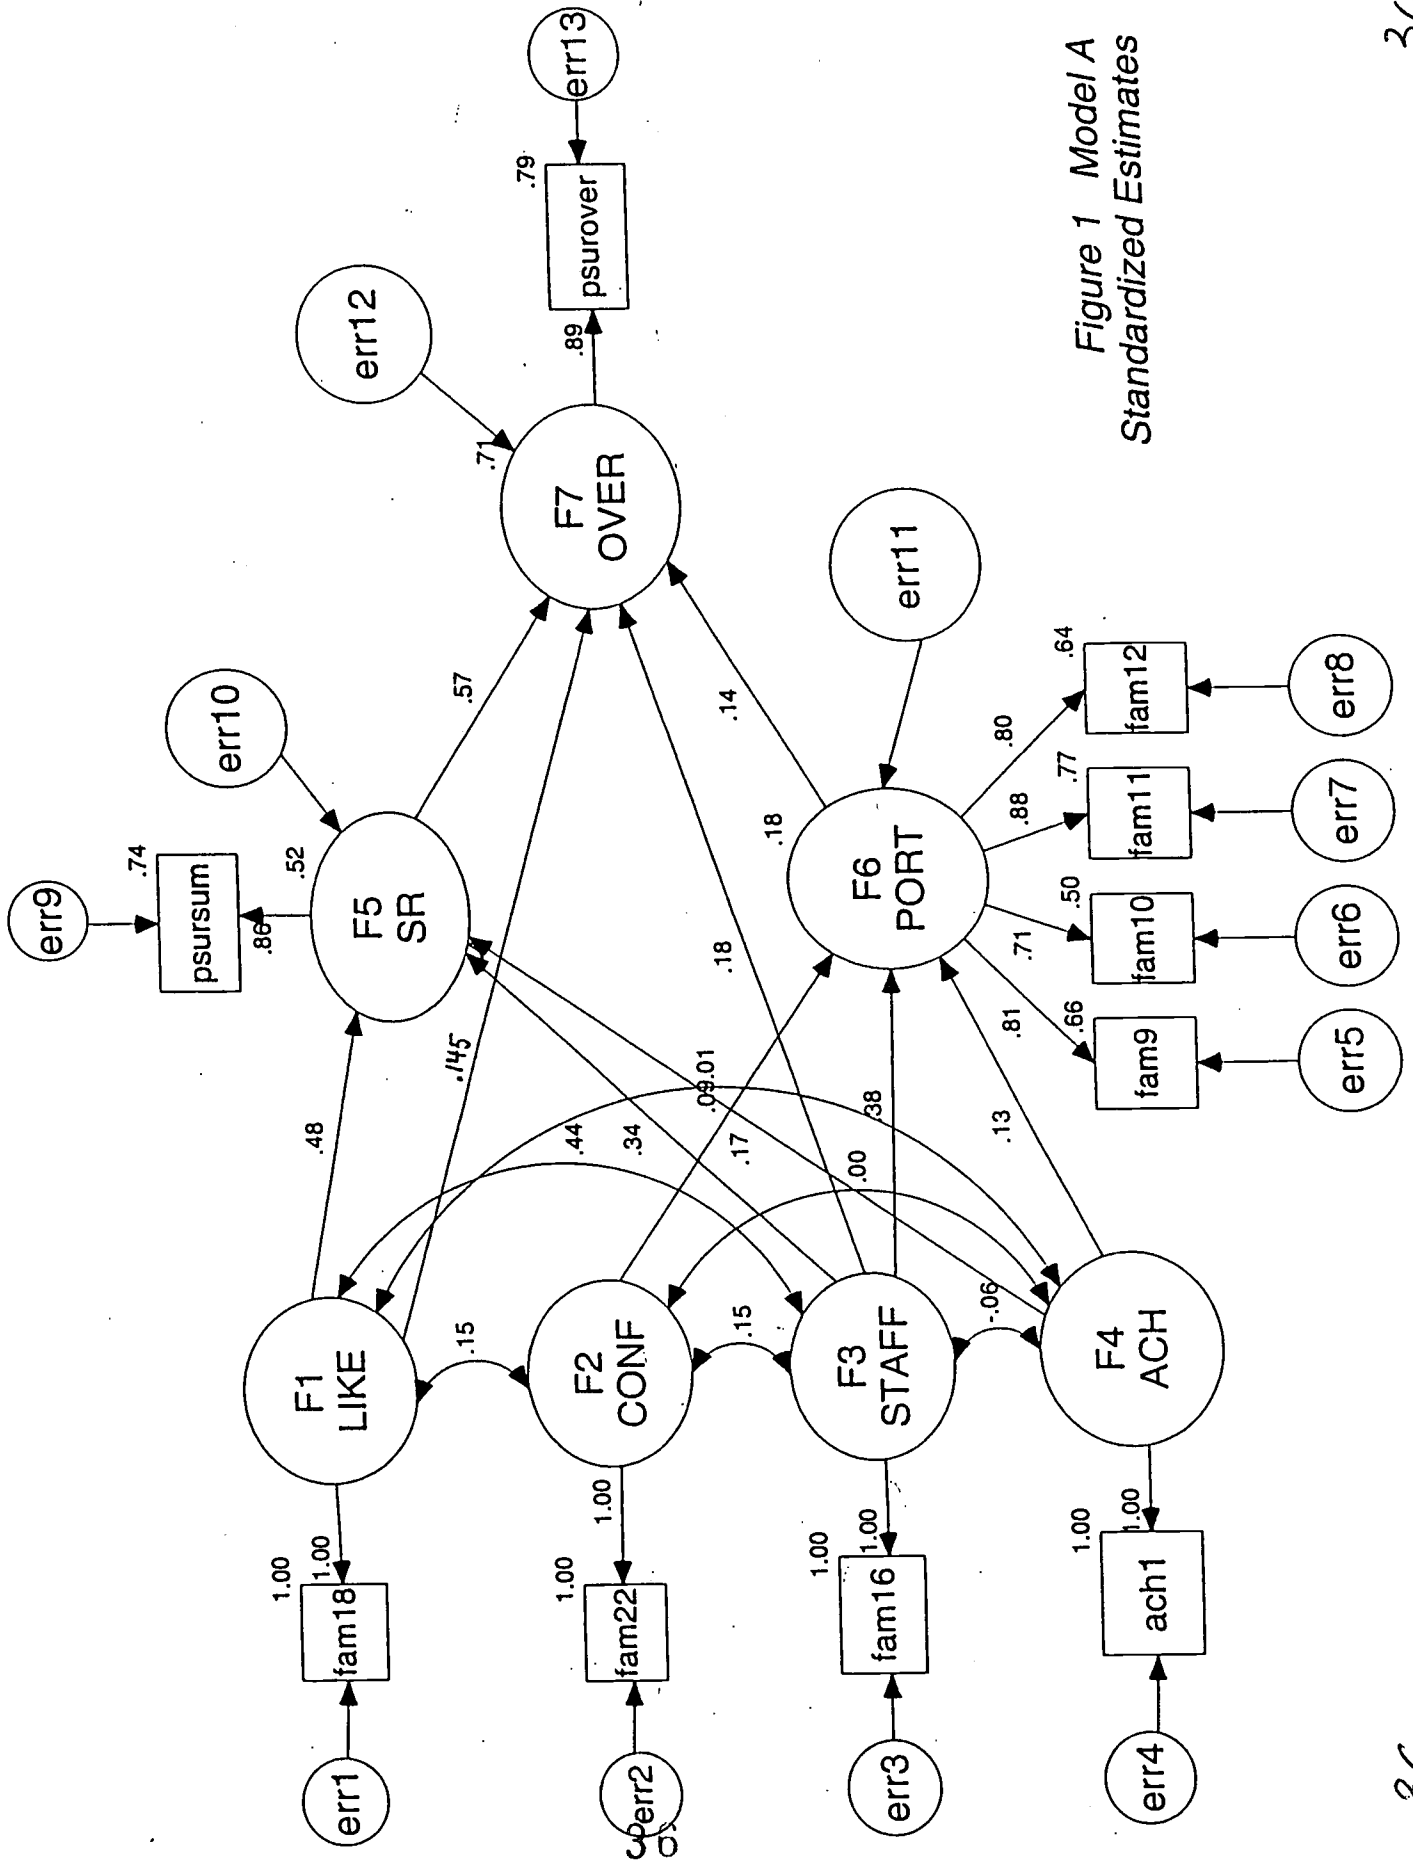 err1
fam18
1.00
1.00
F1
LIKE
.48
.145
.15
err2
fam22
1.00
1.00
F2
CONF
.44
.34
.17
.15
err3
fam16
1.00
1.00
F3
STAFF
.09
.01
.18
.38
.00
-.06
err4
ach1
1.00
1.00
F4
ACH
.13
err9
psursum
.74
.86
err10
.52
F5
SR
.57
err12
.71
F7
OVER
.89
.79
psurover
err13
.14
err11
.18
F6
PORT
.81
.71
.88
.80
.66
fam9
.50
fam10
.77
fam11
.64
fam12
err5
err6
err7
err8
Figure 1 Model A
Standardized Estimates